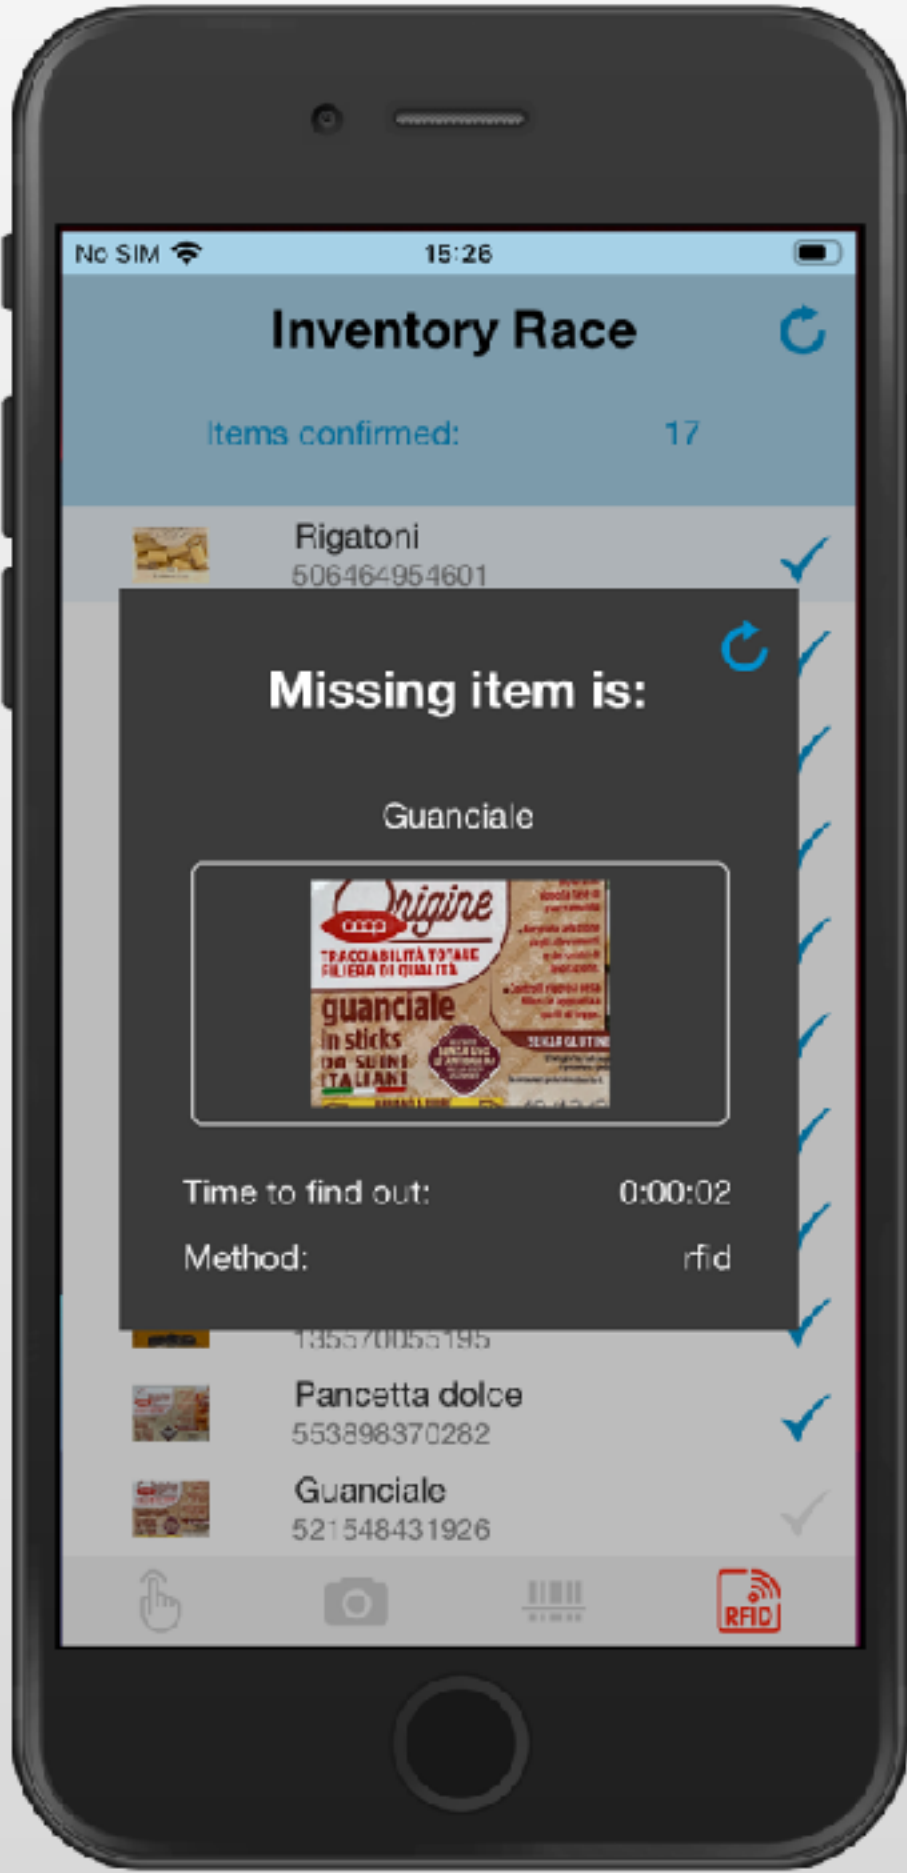 No SIM 15:26
Inventory Race
Items confirmed: 17
Rigatoni
506464954601
Missing item is:
Guanciale
Origine
coop
TRACCIABILITÀ TOTALE
FILIERA DI QUALITÀ
guanciale
in sticks
DA SUINI
ITALIANI
SENZA GLUTINE
Time to find out: 0:00:02
Method: rfid
135570055195
Pancetta dolce
553898370282
Guanciale
521548431926
RFID